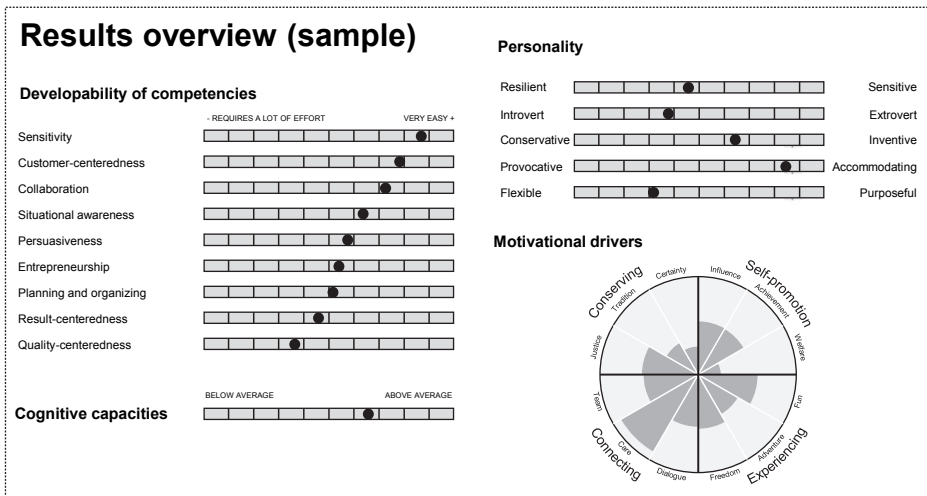 Results overview (sample)
Developability of competencies
- REQUIRES A LOT OF EFFORT VERY EASY +
Sensitivity
Customer-centeredness
Collaboration
Situational awareness
Persuasiveness
Entrepreneurship
Planning and organizing
Result-centeredness
Quality-centeredness
BELOW AVERAGE ABOVE AVERAGE
Cognitive capacities
Personality
Resilient Sensitive
Introvert Extrovert
Conservative Inventive
Provocative Accommodating
Flexible Purposeful
Motivational drivers
Conserving
Self-promotion
Connecting
Experiencing
Certainty
Influence
Tradition
Achievement
Justice
Welfare
Team
Fun
Care
Adventure
Dialogue
Freedom